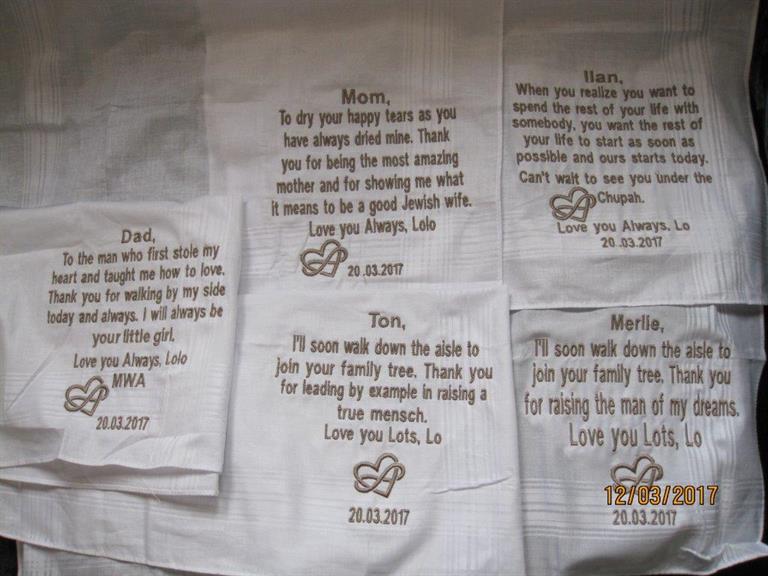 Mom,
To dry your happy tears as you
have always dried mine. Thank
you for being the most amazing
mother and for showing me what
it means to be a good Jewish wife.
Love you Always, Lolo
20 .03.2017
Ilan,
When you realize you want to
spend the rest of your life with
somebody, you want the rest of
your life to start as soon as
possible and ours starts today.
Can't wait to see you under the
Chupah.
Love you Always. Lo
20 .03.2017
Dad,
To the man who first stole my
heart and taught me how to love.
Thank you for walking by my side
today and always. I will always be
your little girl.
Love you Always, Lolo
MWA
20.03.2017
Ton,
I'll soon walk down the aisle to
join your family tree. Thank you
for leading by example in raising a
true mensch.
Love you Lots, Lo
20.03.2017
Merlie,
I'll soon walk down the aisle to
join your family tree. Thank you
for raising the man of my dreams.
Love you Lots, Lo
12/03/2017
20.03.2017